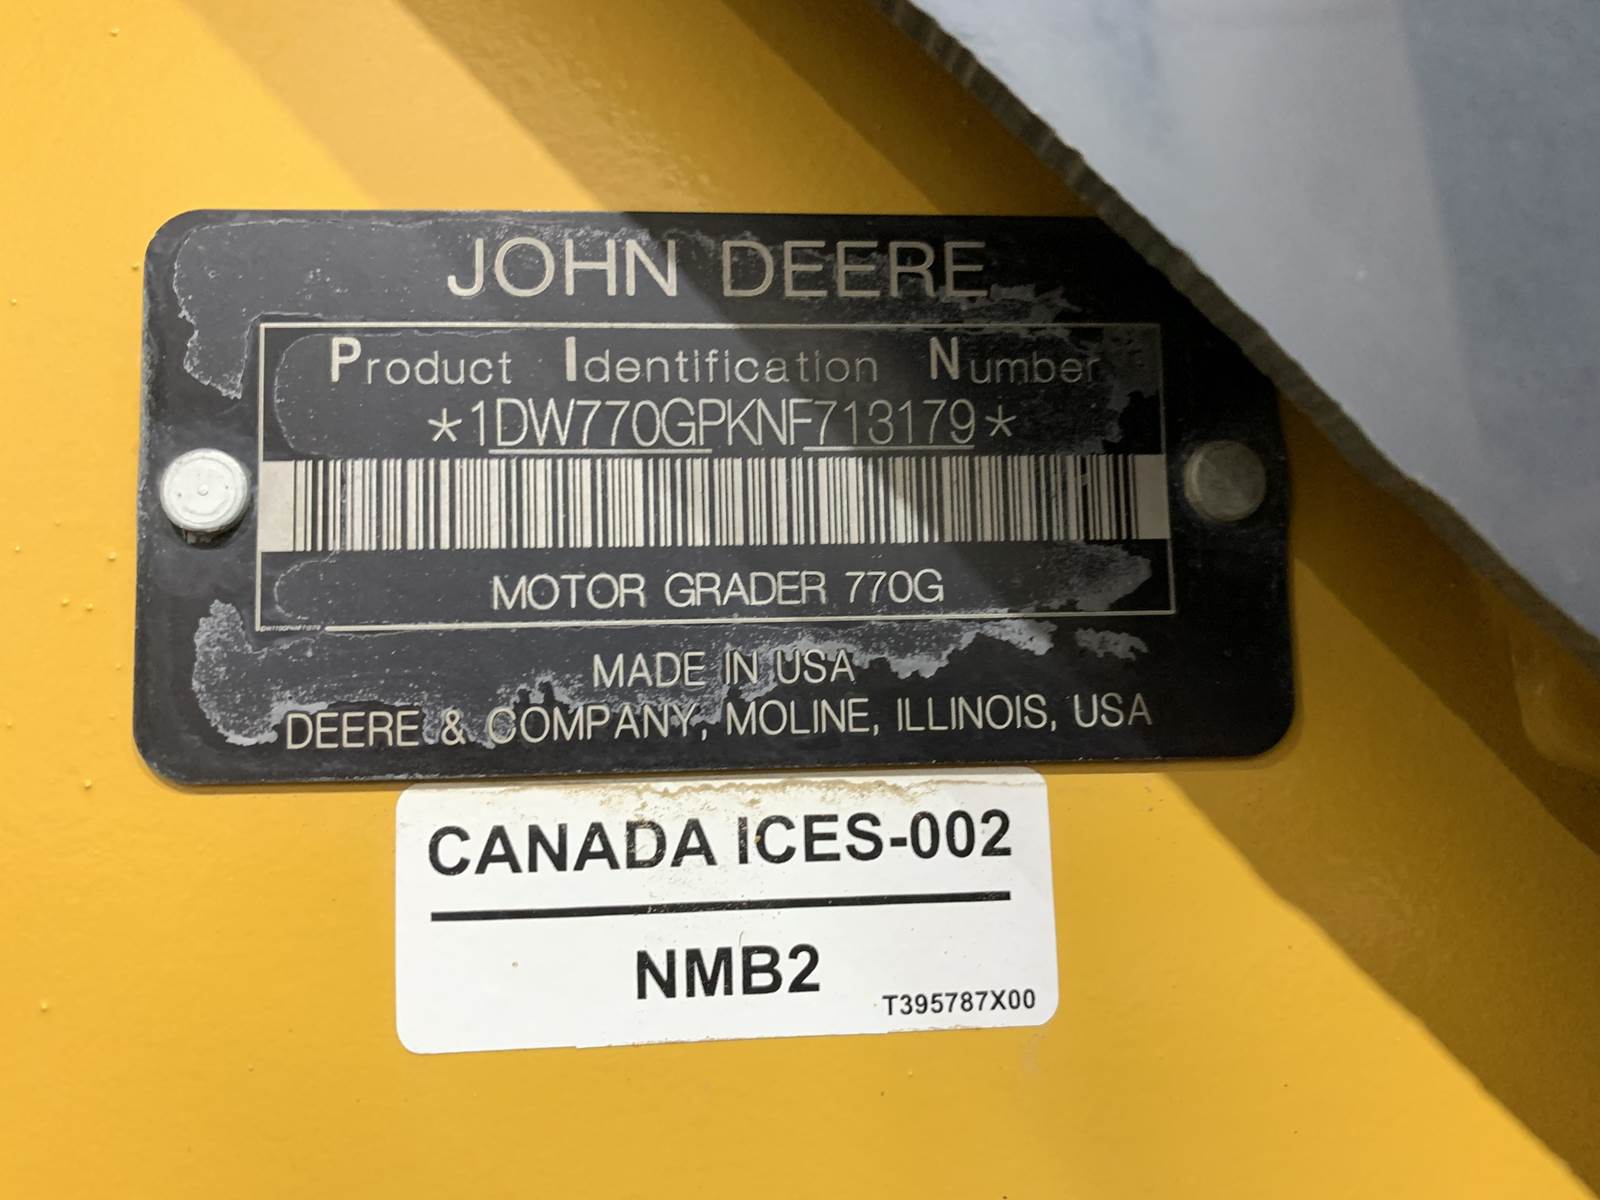 JOHN DEERE
Product Identification Number
*1DW770GPKNF713179*
MOTOR GRADER 770G
MADE IN USA
DEERE & COMPANY, MOLINE, ILLINOIS, USA
CANADA ICES-002
NMB2
T395787X00